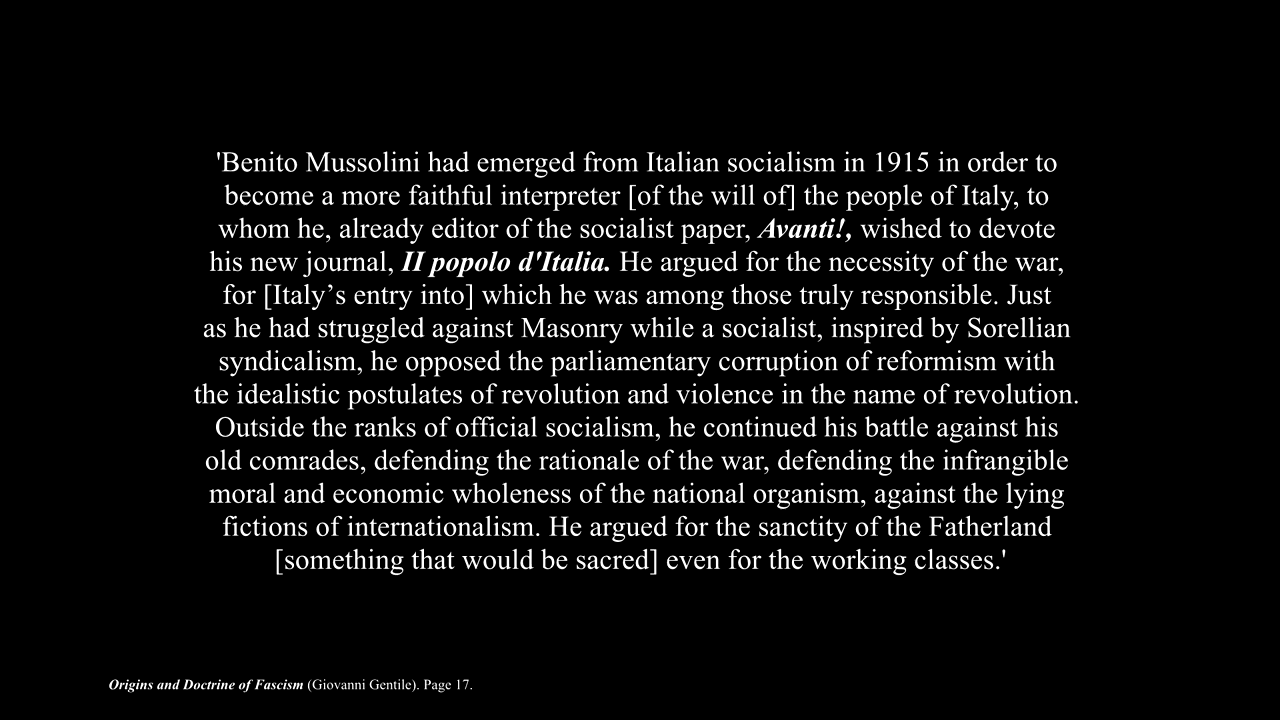 'Benito Mussolini had emerged from Italian socialism in 1915 in order to
become a more faithful interpreter [of the will of] the people of Italy, to
whom he, already editor of the socialist paper, Avanti!, wished to devote
his new journal, II popolo d'Italia. He argued for the necessity of the war,
for [Italy’s entry into] which he was among those truly responsible. Just
as he had struggled against Masonry while a socialist, inspired by Sorellian
syndicalism, he opposed the parliamentary corruption of reformism with
the idealistic postulates of revolution and violence in the name of revolution.
Outside the ranks of official socialism, he continued his battle against his
old comrades, defending the rationale of the war, defending the infrangible
moral and economic wholeness of the national organism, against the lying
fictions of internationalism. He argued for the sanctity of the Fatherland
[something that would be sacred] even for the working classes.'
Origins and Doctrine of Fascism (Giovanni Gentile). Page 17.